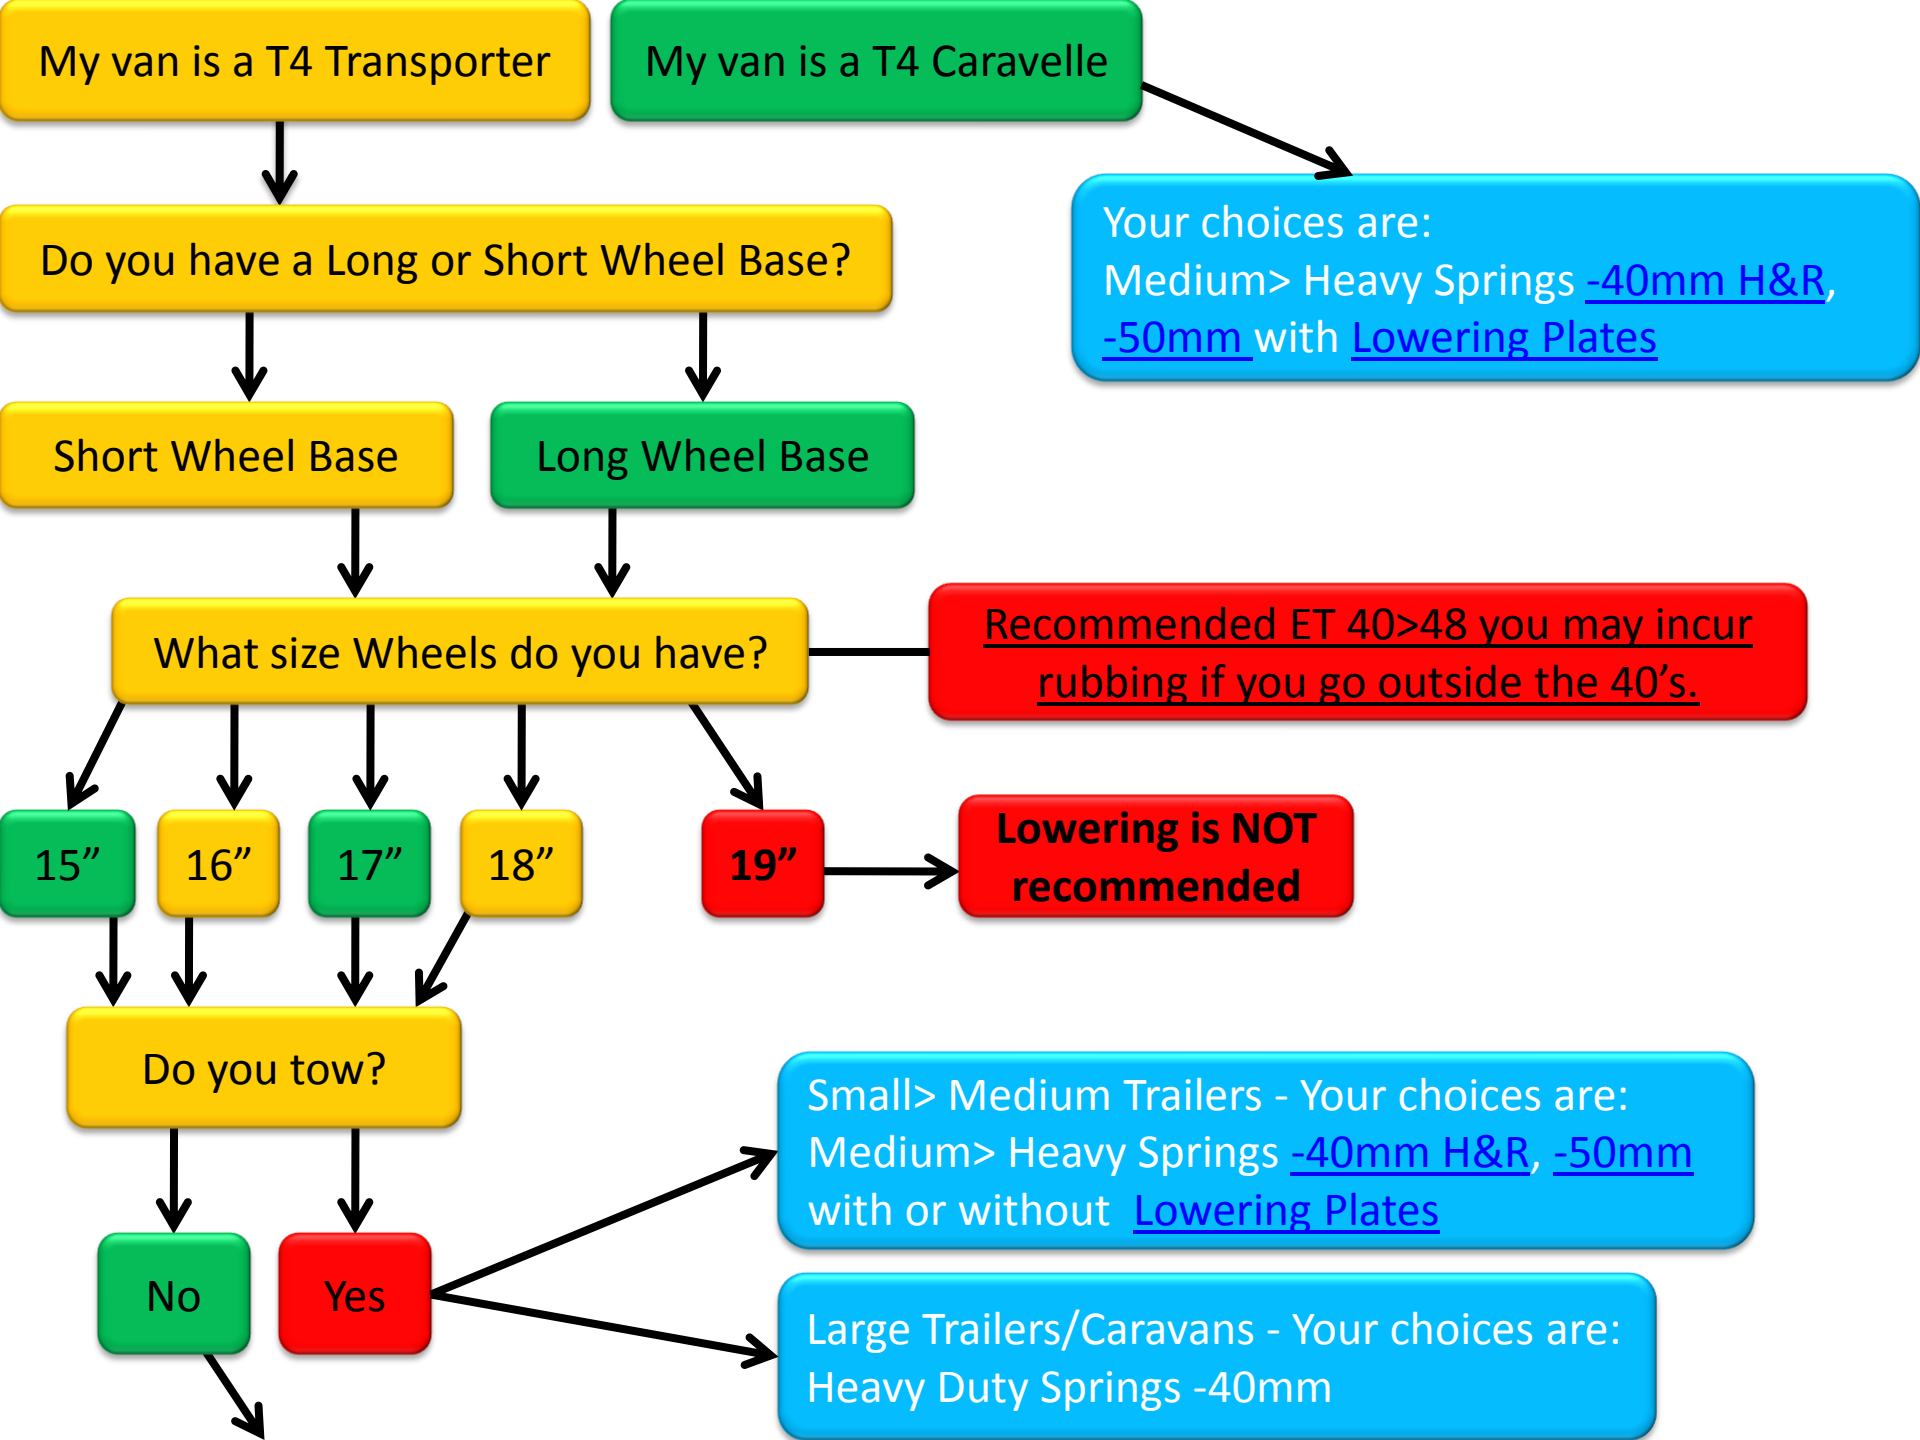 My van is a T4 Transporter
My van is a T4 Caravelle
Your choices are:
Medium> Heavy Springs -40mm H&R,
-50mm with Lowering Plates
Do you have a Long or Short Wheel Base?
Short Wheel Base
Long Wheel Base
What size Wheels do you have?
Recommended ET 40>48 you may incur
rubbing if you go outside the 40’s.
15”
16”
17”
18”
19”
Lowering is NOT
recommended
Do you tow?
Small> Medium Trailers - Your choices are:
Medium> Heavy Springs -40mm H&R, -50mm
with or without Lowering Plates
No
Yes
Large Trailers/Caravans - Your choices are:
Heavy Duty Springs -40mm